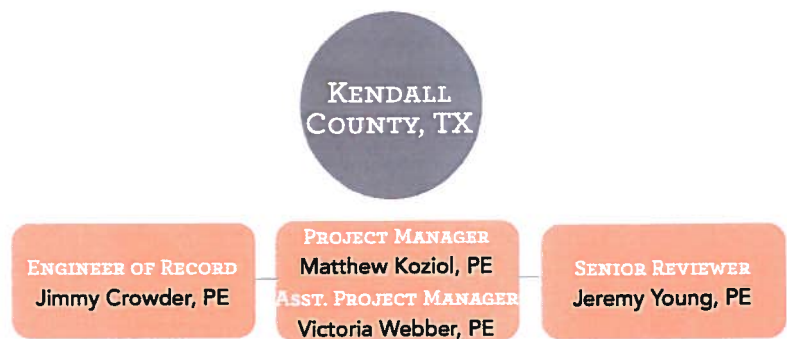 KENDALL
COUNTY, TX
ENGINEER OF RECORD
Jimmy Crowder, PE
PROJECT MANAGER
Matthew Koziol, PE
ASST. PROJECT MANAGER
Victoria Webber, PE
SENIOR REVIEWER
Jeremy Young, PE